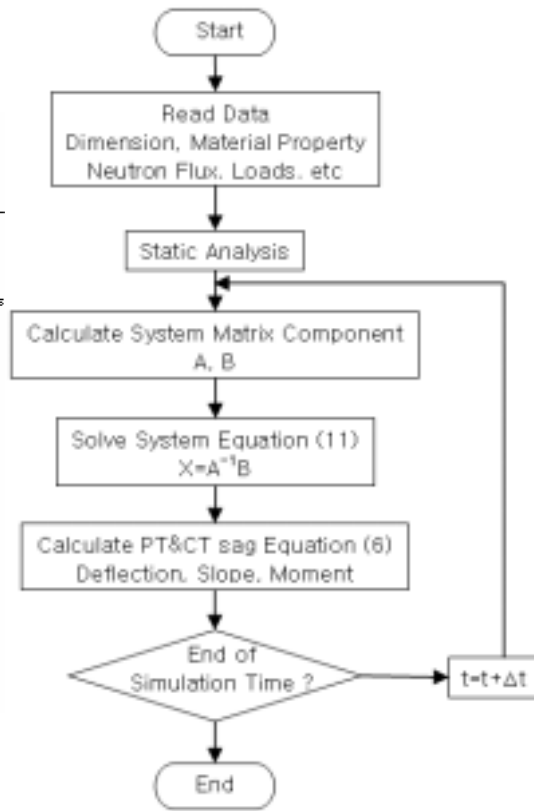 Start
Read Data
Dimension, Material Property
Neutron Flux. Loads. etc
Static Analysis
s
Calculate System Matrix Component
A, B
Solve System Equation (11)
X=A⁻¹B
Calculate PT&CT sag Equation (6)
Deflection, Slope, Moment
End of
Simulation Time ?
t=t+Δt
End